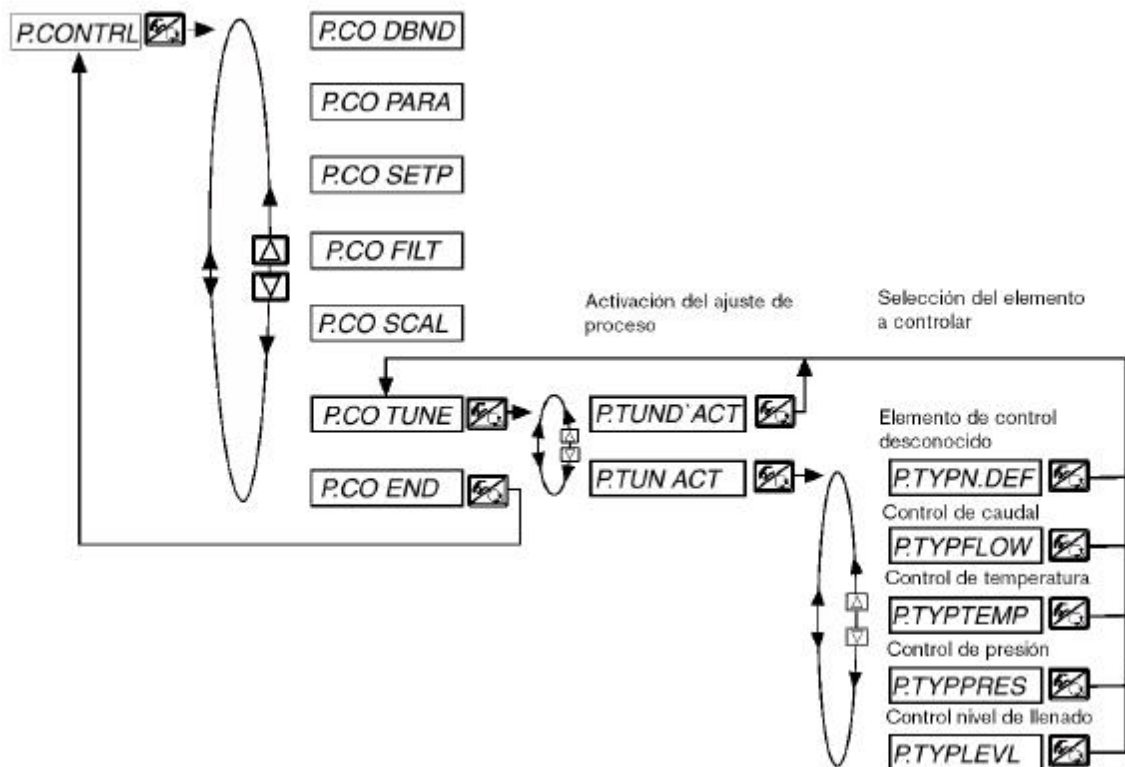 P.CONTRL
P.CO DBND
P.CO PARA
P.CO SETP
P.CO FILT
P.CO SCAL
Activación del ajuste de
proceso
Selección del elemento
a controlar
P.CO TUNE
P.TUND`ACT
P.CO END
P.TUN ACT
Elemento de control
desconocido
P.TYPN.DEF
Control de caudal
P.TYPFLOW
Control de temperatura
P.TYPTEMP
Control de presión
P.TYPPRES
Control nivel de llenado
P.TYPLEVL